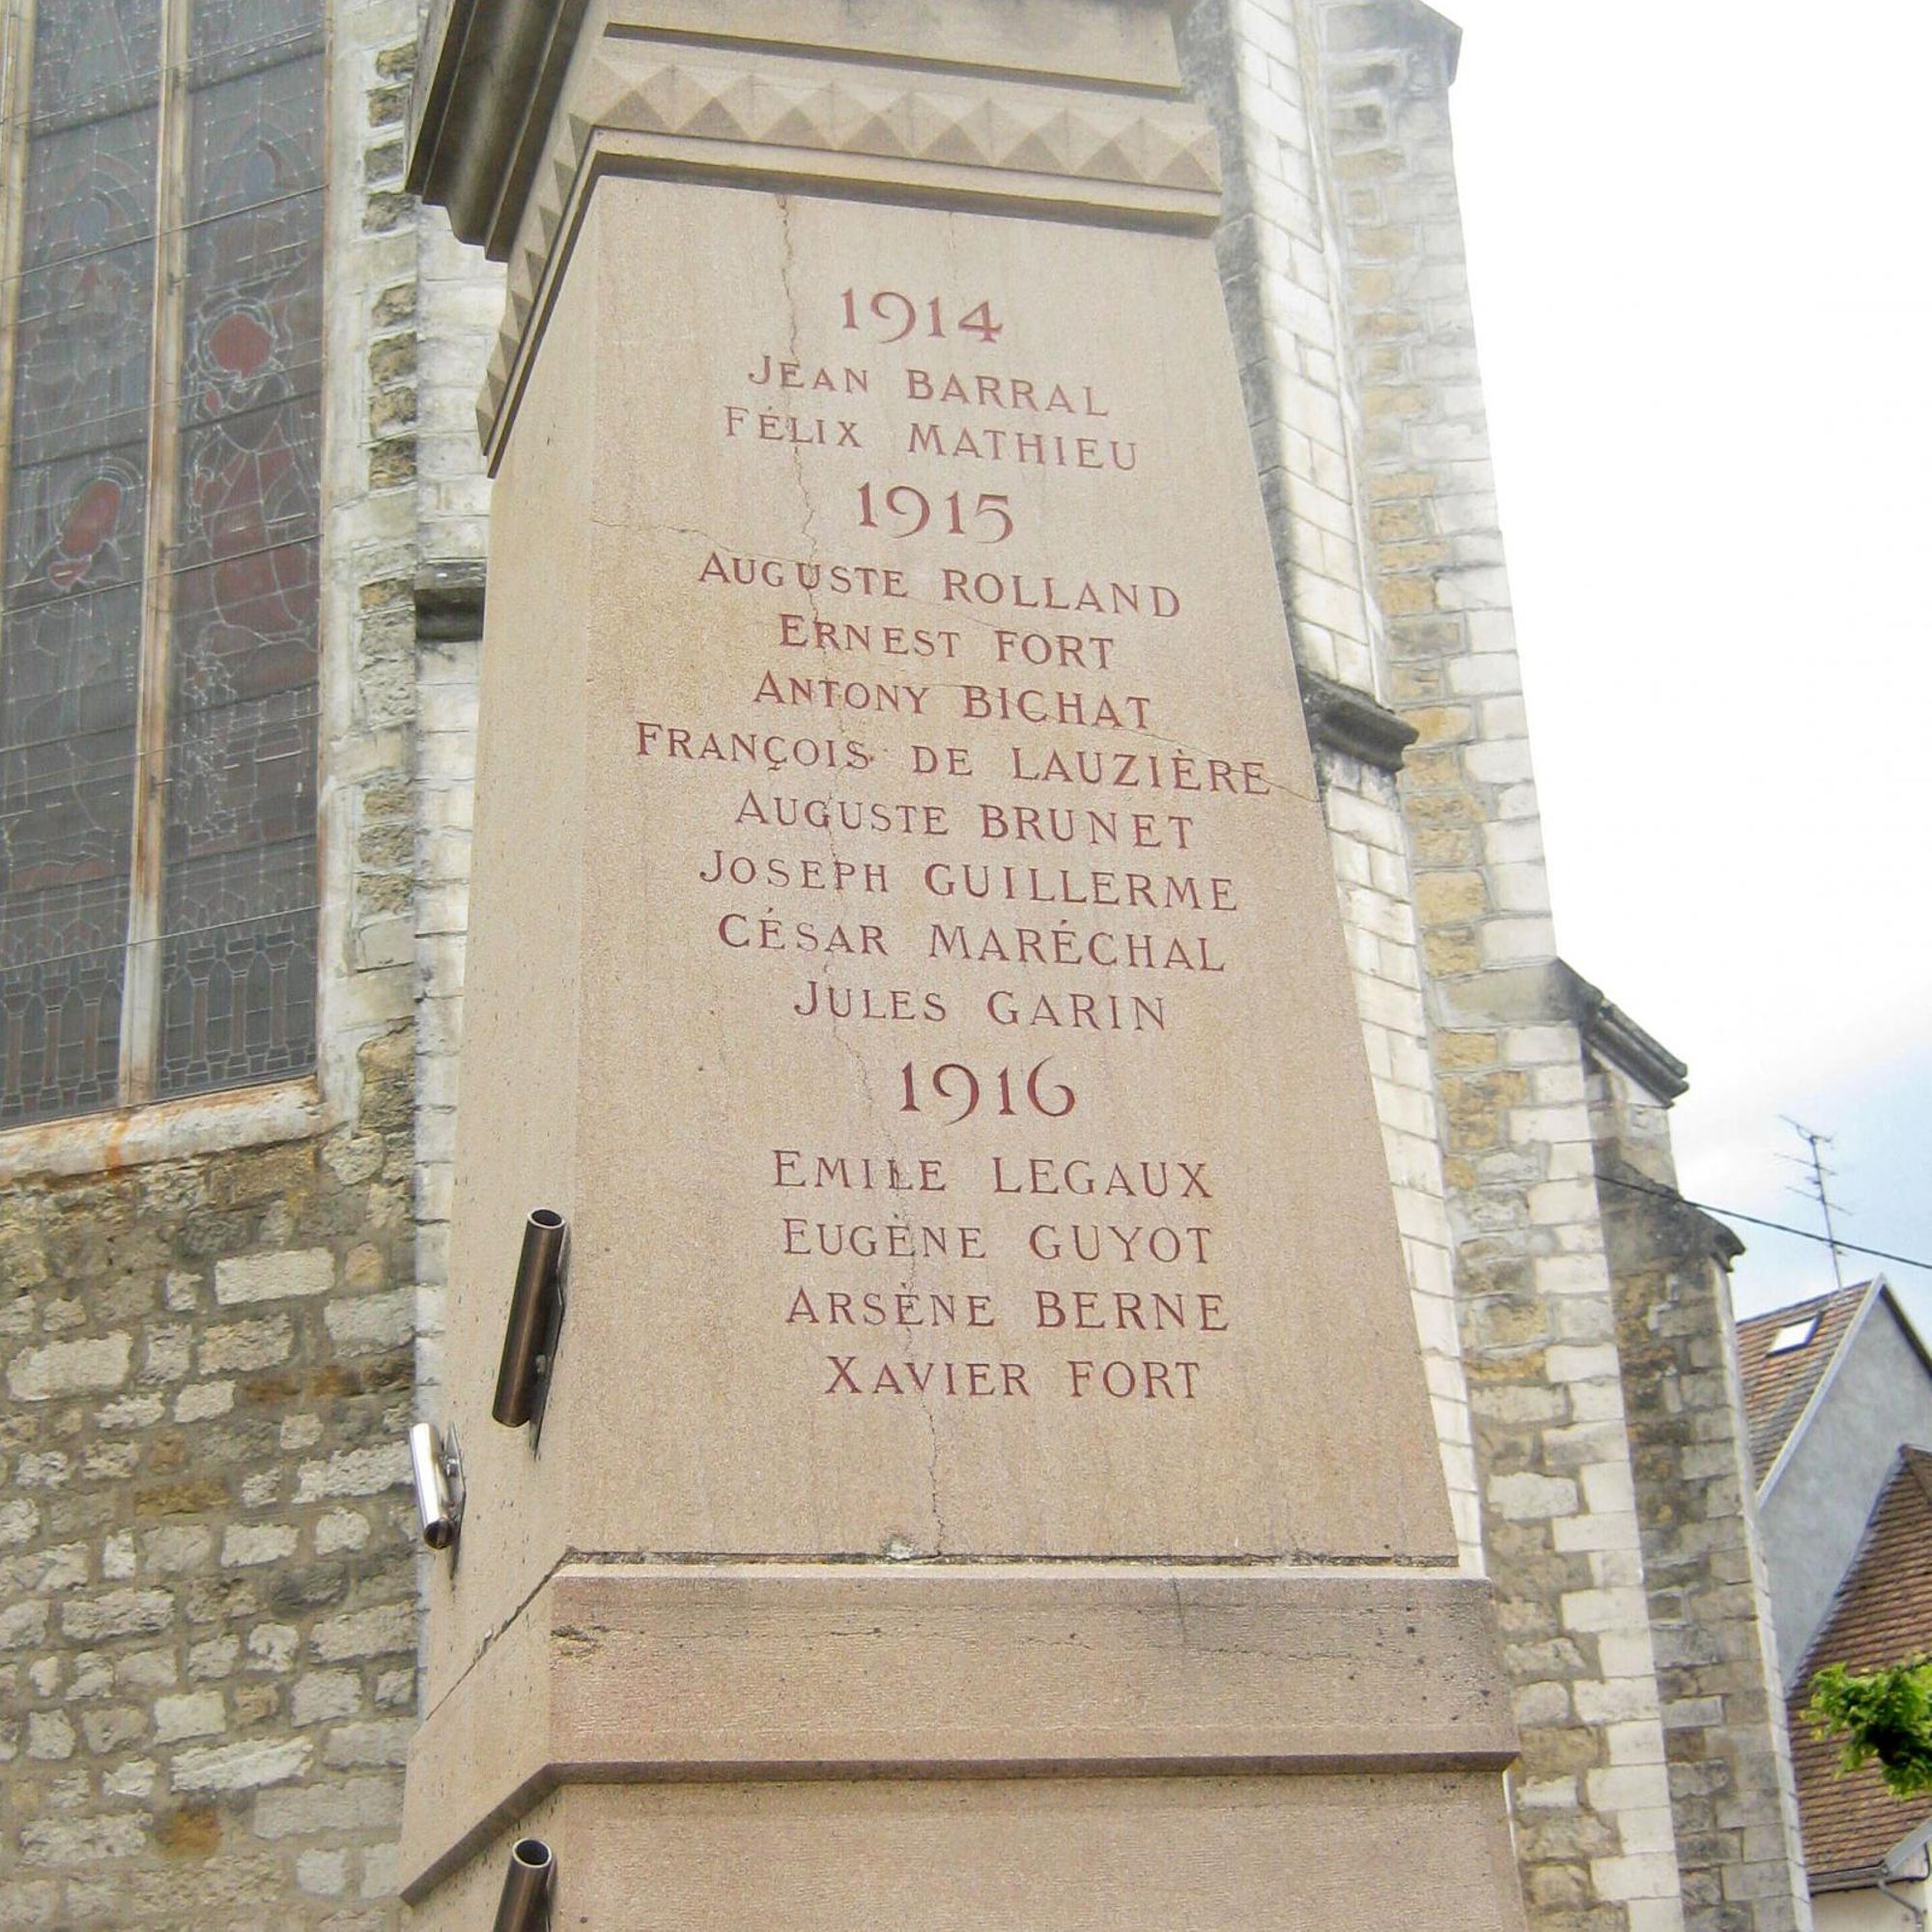 1914
JEAN BARRAL
FÉLIX MATHIEU
1915
AUGUSTE ROLLAND
ERNEST FORT
ANTONY BICHAT
FRANÇOIS DE LAUZIÈRE
AUGUSTE BRUNET
JOSEPH GUILLERME
CÉSAR MARÉCHAL
JULES GARIN
1916
EMILE LEGAUX
EUGÈNE GUYOT
ARSÈNE BERNE
XAVIER FORT